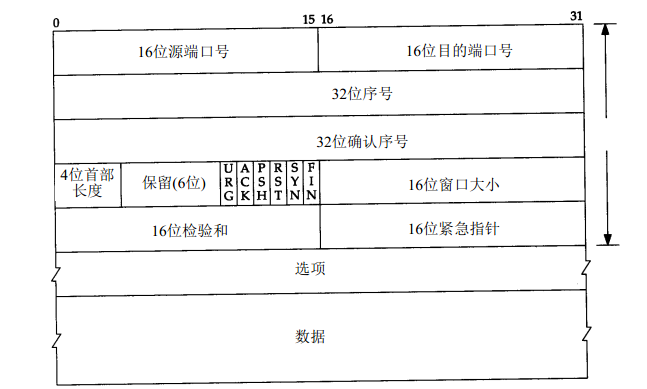 0 15 16 31
16位源端口号 16位目的端口号
32位序号
32位确认序号
4位首部长度 保留(6位) URG ACK PSH RST SYN FIN 16位窗口大小
16位检验和 16位紧急指针
选项
数据